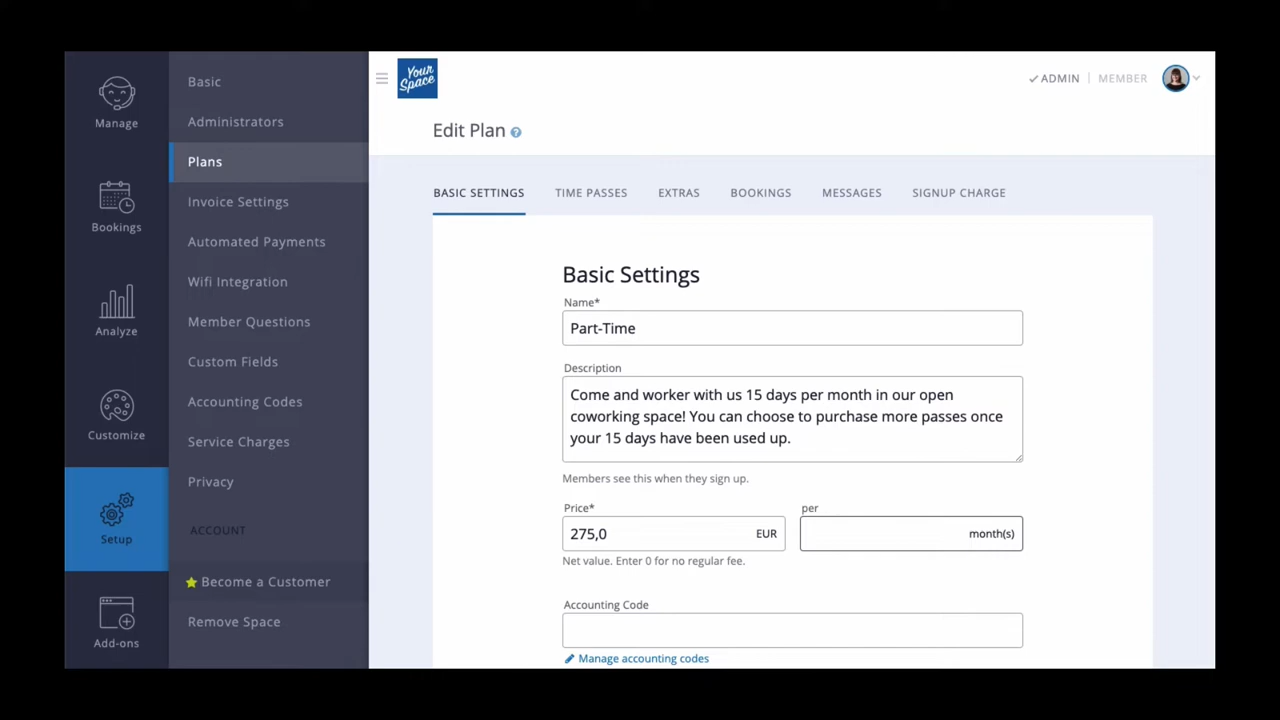 Manage
Bookings
Analyze
Customize
Setup
Add-ons
Basic
Administrators
Plans
Invoice Settings
Automated Payments
Wifi Integration
Member Questions
Custom Fields
Accounting Codes
Service Charges
Privacy
ACCOUNT
Become a Customer
Remove Space
Your
Space
ADMIN
MEMBER
Edit Plan ?
BASIC SETTINGS
TIME PASSES
EXTRAS
BOOKINGS
MESSAGES
SIGNUP CHARGE
Basic Settings
Name*
Part-Time
Description
Come and worker with us 15 days per month in our open
coworking space! You can choose to purchase more passes once
your 15 days have been used up.
Members see this when they sign up.
Price*
275,0 EUR
Net value. Enter 0 for no regular fee.
per
month(s)
Accounting Code
Manage accounting codes